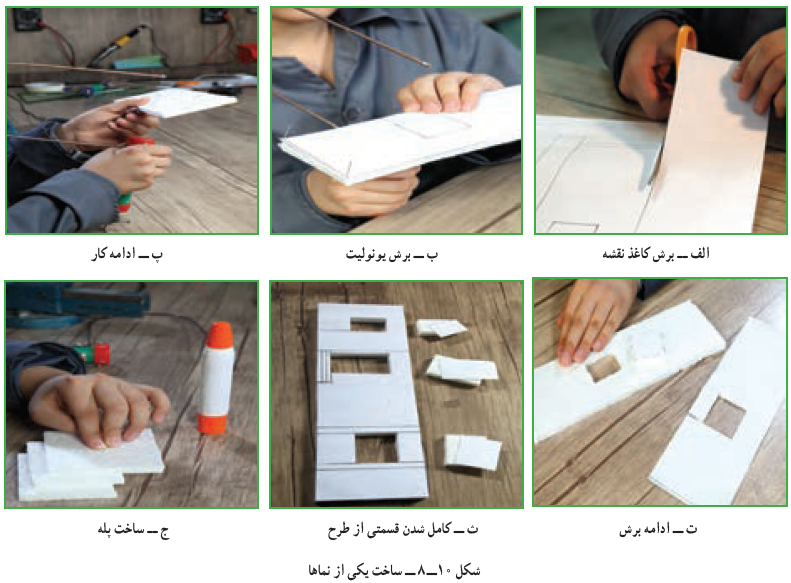 الف ــ برش کاغذ نقشه
ب ــ برش یونولیت
پ ــ ادامه کار
ت ــ ادامه برش
ث ــ کامل شدن قسمتی از طرح
ج ــ ساخت پله
شکل ۱۰ــ۸ ــ ساخت یکی از نماها